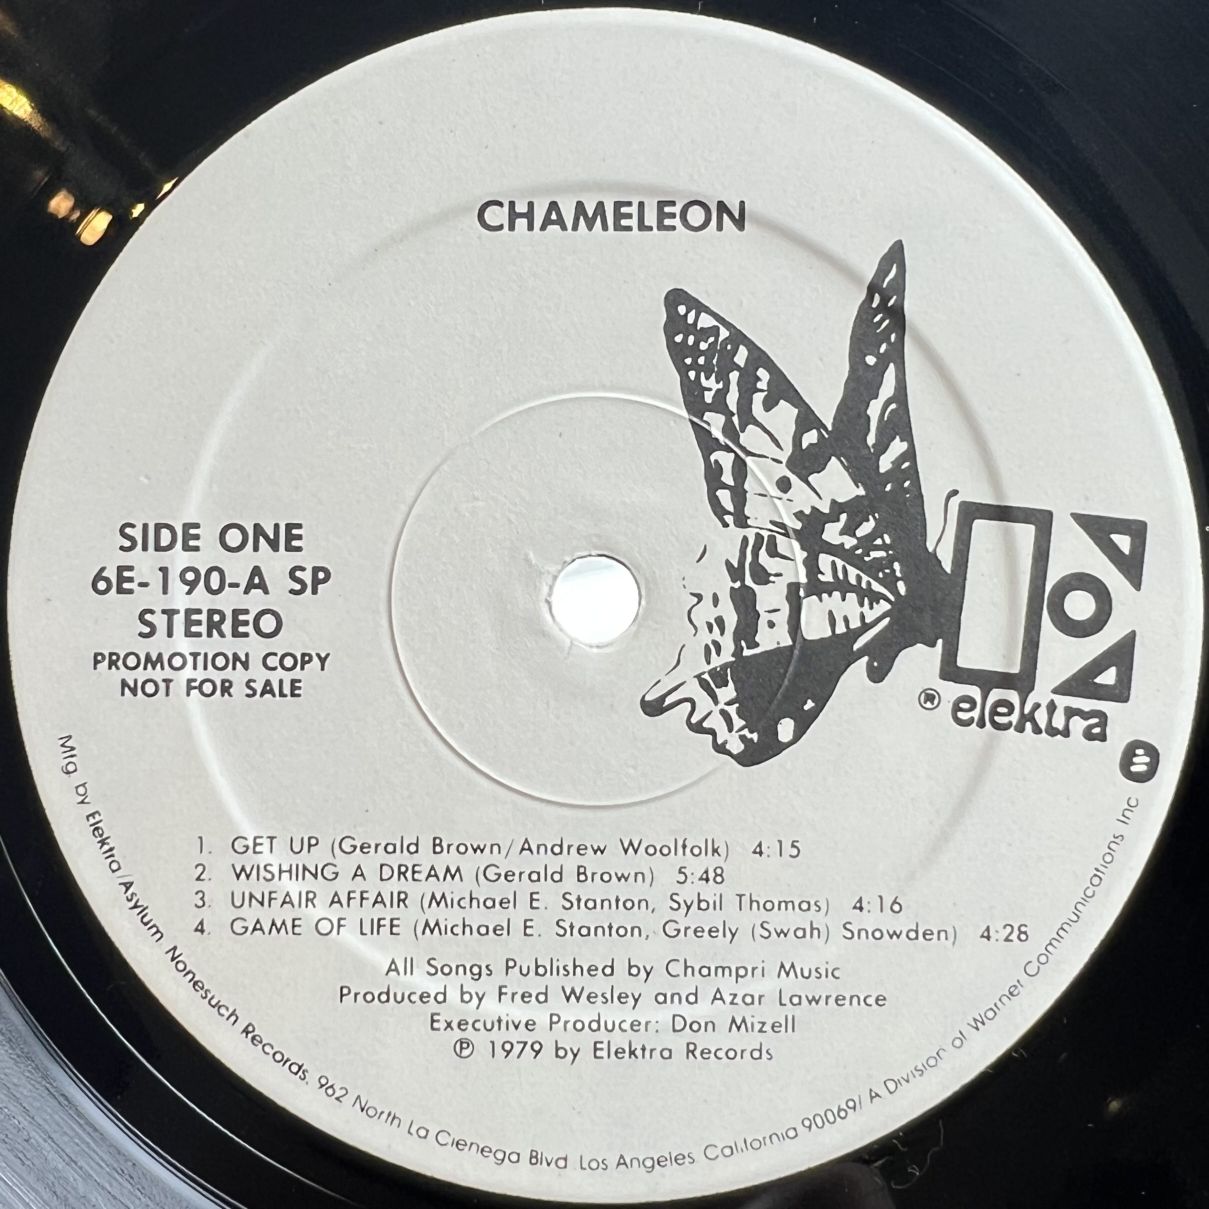 CHAMELEON
SIDE ONE
6E-190-A SP
STEREO
PROMOTION COPY
NOT FOR SALE
® elektra
1. GET UP (Gerald Brown/Andrew Woolfolk) 4:15
2. WISHING A DREAM (Gerald Brown) 5:48
3. UNFAIR AFFAIR (Michael E. Stanton, Sybil Thomas) 4:16
4. GAME OF LIFE (Michael E. Stanton, Greely (Swah) Snowden) 4:28
All Songs Published by Champri Music
Produced by Fred Wesley and Azar Lawrence
Executive Producer: Don Mizell
℗ 1979 by Elektra Records
Mfg. by Elektra/Asylum Nonesuch Records. 962 North La Cienega Blvd Los Angeles California 90069/ A Division of Warner Communications Inc